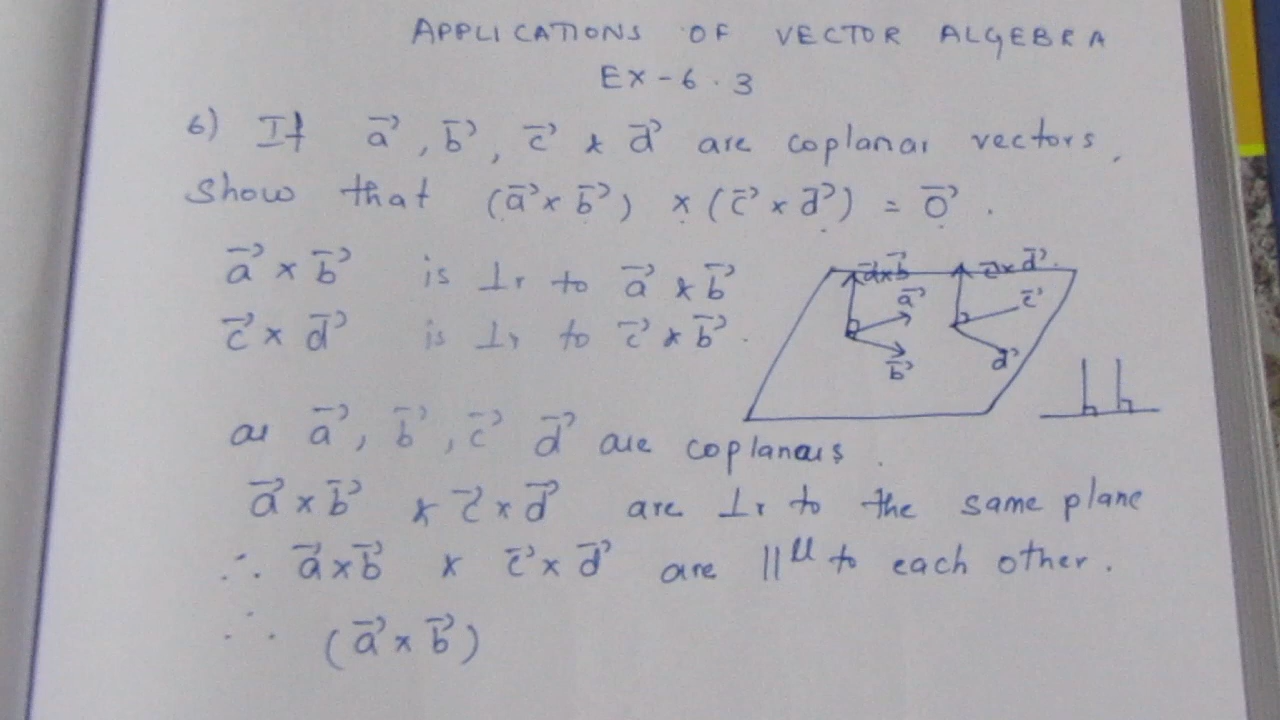 APPLICATIONS OF VECTOR ALGEBRA
EX-6.3
6) If a⃗, b⃗, c⃗ & d⃗ are coplanar vectors,
Show that (a⃗ × b⃗) × (c⃗ × d⃗) = 0⃗.
a⃗ × b⃗ is ⊥r to a⃗ & b⃗
c⃗ × d⃗ is ⊥r to c⃗ & b⃗.
a⃗×b⃗ c⃗×d⃗.
a⃗ c⃗
b⃗ d⃗
as a⃗, b⃗, c⃗ d⃗ are coplanars.
a⃗ × b⃗ & c⃗ × d⃗ are ⊥r to the same plane
∴ a⃗ × b⃗ & c⃗ × d⃗ are ||ll to each other.
∴ (a⃗ × b⃗)